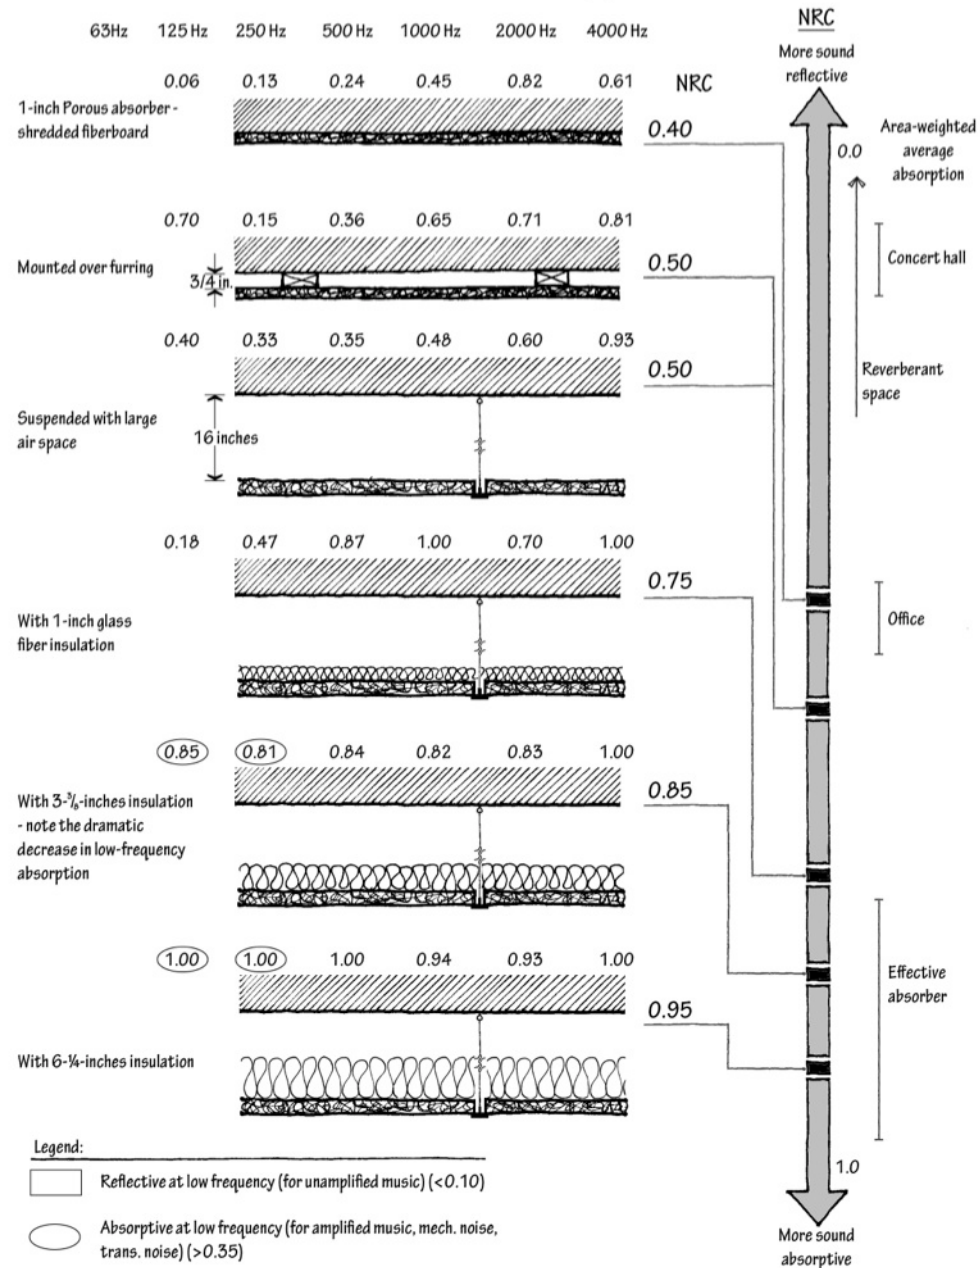 63Hz 125 Hz 250 Hz 500 Hz 1000 Hz 2000 Hz 4000 Hz
NRC
More sound
reflective
0.06 0.13 0.24 0.45 0.82 0.61 NRC
1-inch Porous absorber -
shredded fiberboard
0.40
Area-weighted
average
absorption
0.0
0.70 0.15 0.36 0.65 0.71 0.81
Mounted over furring
3/4 in.
0.50
Concert hall
0.40 0.33 0.35 0.48 0.60 0.93
0.50
Reverberant
space
Suspended with large
air space
16 inches
0.18 0.47 0.87 1.00 0.70 1.00
0.75
With 1-inch glass
fiber insulation
Office
0.85 0.81 0.84 0.82 0.83 1.00
0.85
With 3-⅝-inches insulation
- note the dramatic
decrease in low-frequency
absorption
1.00 1.00 1.00 0.94 0.93 1.00
0.95
Effective
absorber
With 6-¼-inches insulation
Legend:
Reflective at low frequency (for unamplified music) (<0.10)
Absorptive at low frequency (for amplified music, mech. noise,
trans. noise) (>0.35)
1.0
More sound
absorptive